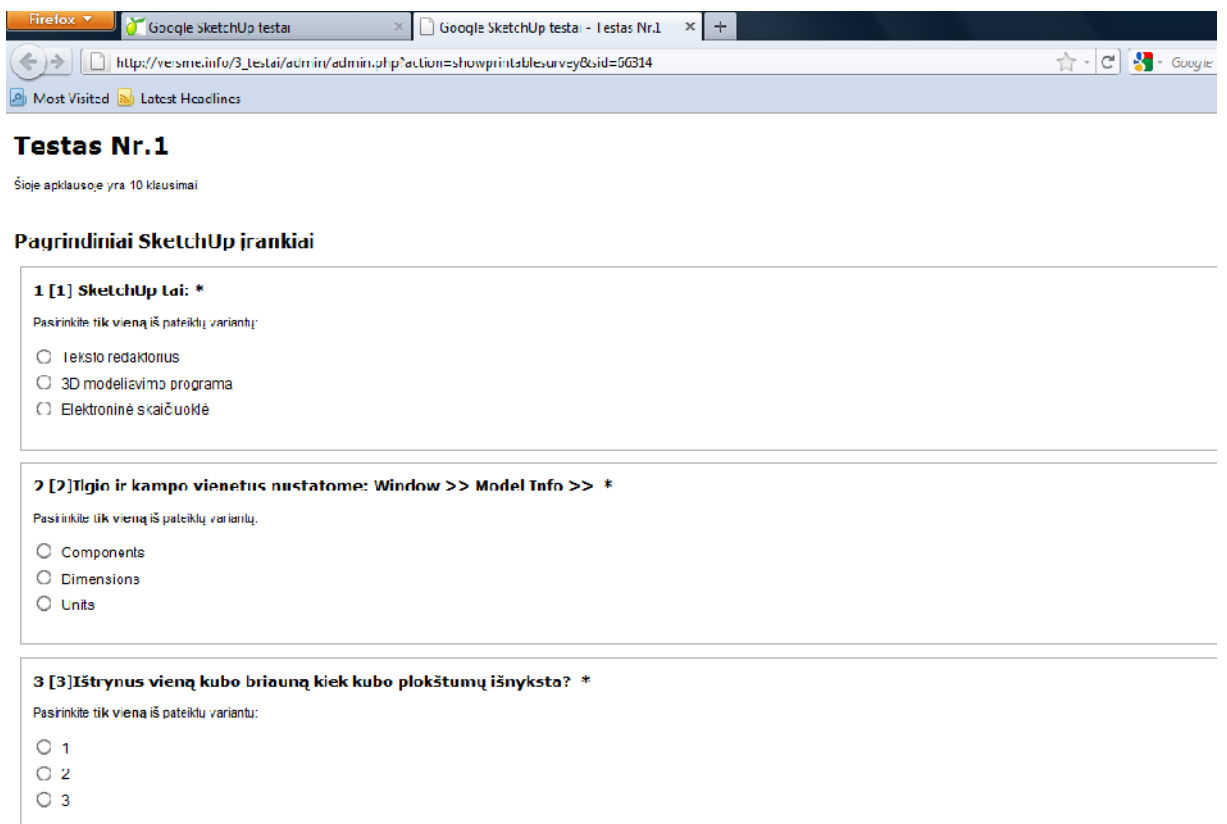 Firefox
Google SketchUp testai
Google SketchUp testai - Testas Nr.1
http://versme.info/3_testai/admin/admin.php?action=showprintablesurvey&sid=66314
Google
Most Visited
Latest Headlines
Testas Nr.1
Šioje apklausoje yra 10 klausimai
Pagrindiniai SketchUp įrankiai
1 [1] SketchUp tai: *
Pasirinkite tik vieną iš pateiktų variantų:
Teksto redaktorius
3D modeliavimo programa
Elektroninė skaičuoklė
2 [2]Ilgio ir kampo vienetus nustatome: Window >> Model Info >> *
Pasirinkite tik vieną iš pateiktų variantų:
Components
Dimensions
Units
3 [3]Ištrynus vieną kubo briauną kiek kubo plokštumų išnyksta? *
Pasirinkite tik vieną iš pateiktų variantų:
1
2
3